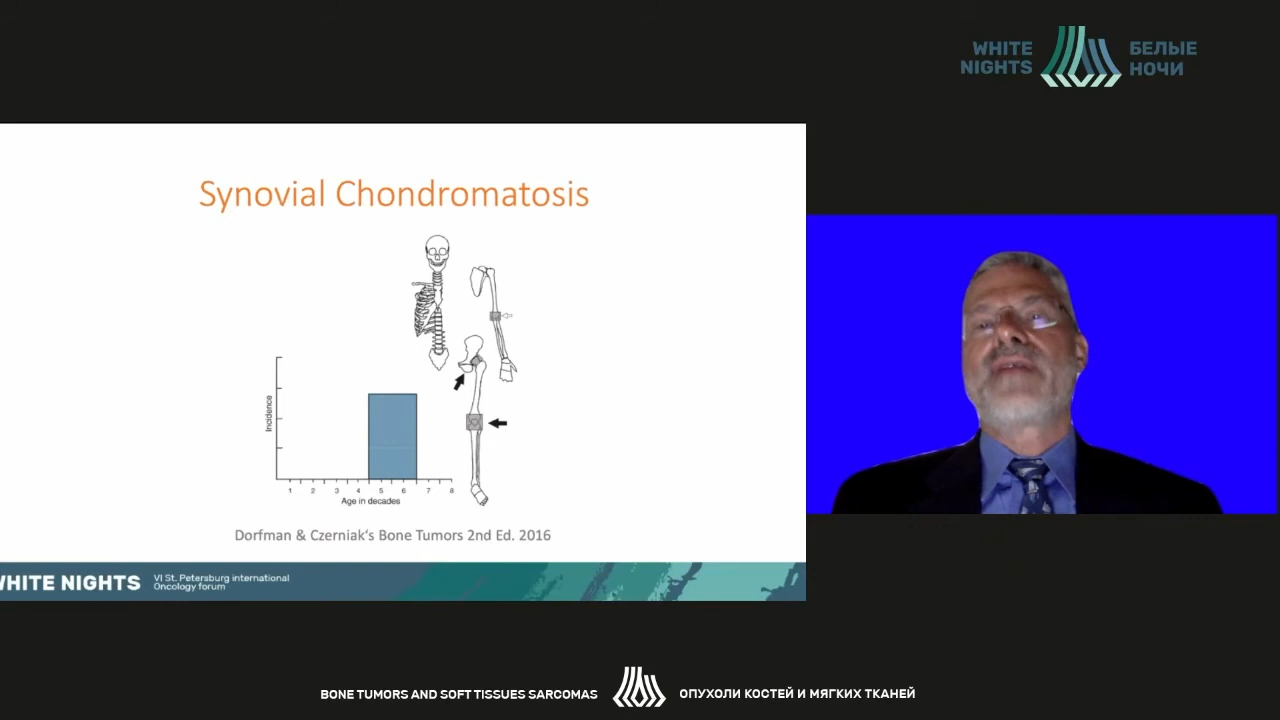 WHITE
NIGHTS
БЕЛЫЕ
НОЧИ
Synovial Chondromatosis
Incidence
1 2 3 4 5 6 7 8
Age in decades
Dorfman & Czerniak's Bone Tumors 2nd Ed. 2016
WHITE NIGHTS
VI St. Petersburg international
Oncology forum
BONE TUMORS AND SOFT TISSUES SARCOMAS
ОПУХОЛИ КОСТЕЙ И МЯГКИХ ТКАНЕЙ